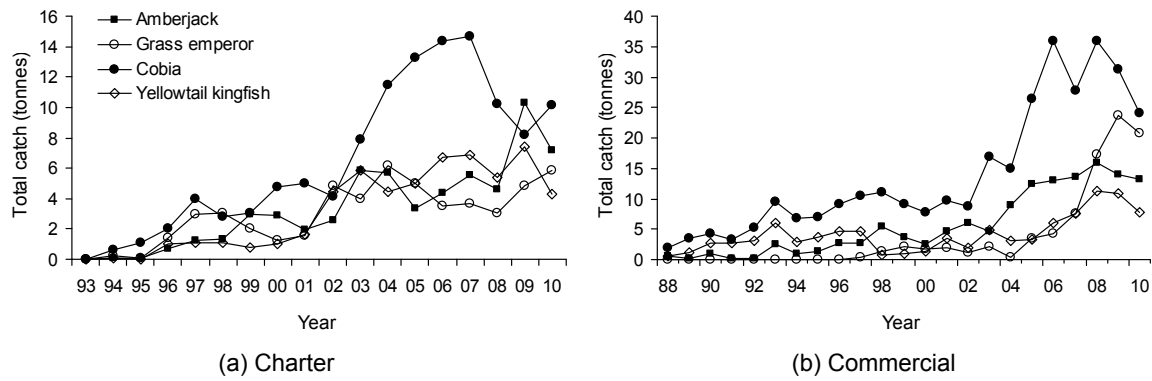 Amberjack
Grass emperor
Cobia
Yellowtail kingfish
Total catch (tonnes)
16
14
12
10
8
6
4
2
0
93 94 95 96 97 98 99 00 01 02 03 04 05 06 07 08 09 10
Year
(a) Charter
Total catch (tonnes)
40
35
30
25
20
15
10
5
0
88 90 92 94 96 98 00 02 04 06 08 10
Year
(b) Commercial